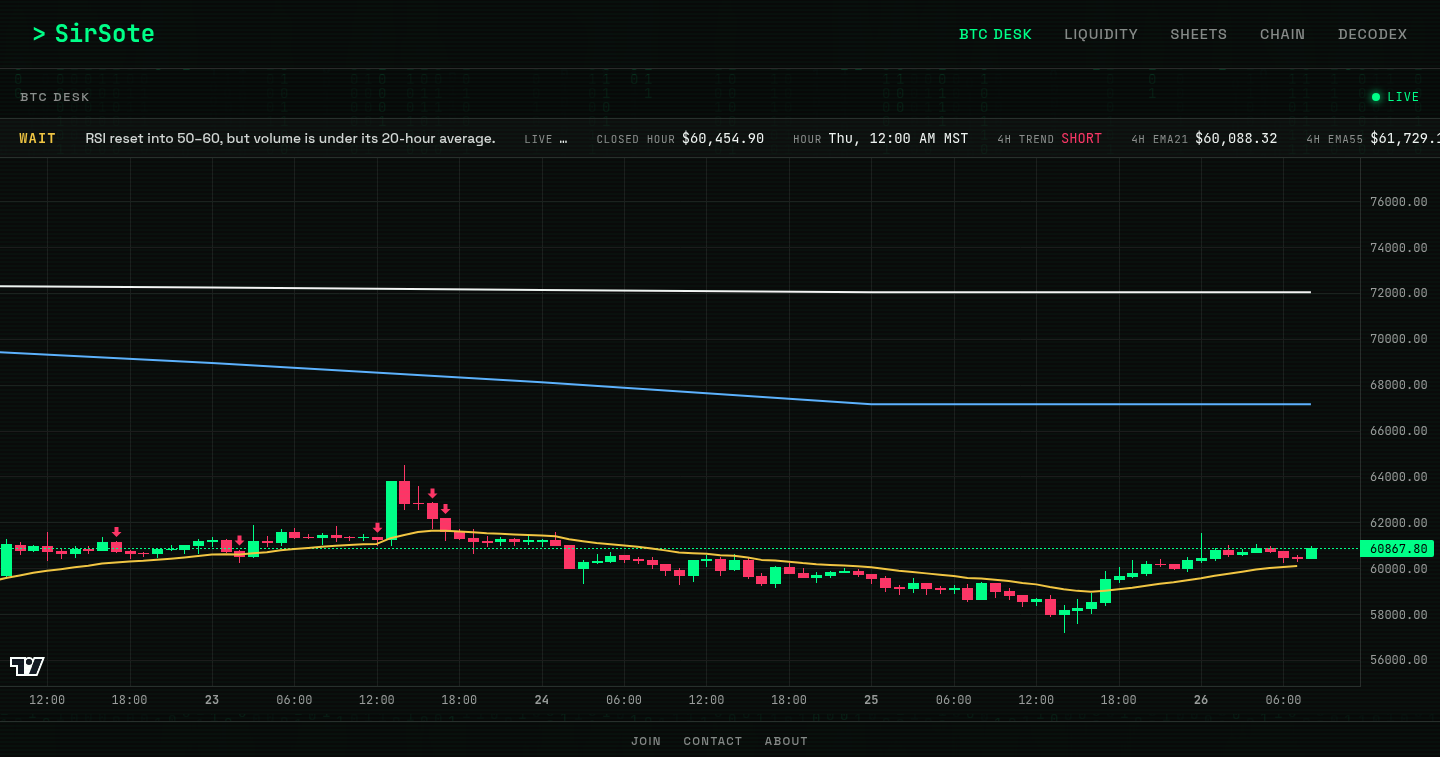 > SirSote
BTC DESK LIQUIDITY SHEETS CHAIN DECODEX
BTC DESK
LIVE
WAIT RSI reset into 50–60, but volume is under its 20-hour average. LIVE … CLOSED HOUR $60,454.90 HOUR Thu, 12:00 AM MST 4H TREND SHORT 4H EMA21 $60,088.32 4H EMA55 $61,729.1
76000.00
74000.00
72000.00
70000.00
68000.00
66000.00
64000.00
62000.00
60867.80
60000.00
58000.00
56000.00
12:00 18:00 23 06:00 12:00 18:00 24 06:00 12:00 18:00 25 06:00 12:00 18:00 26 06:00
JOIN CONTACT ABOUT